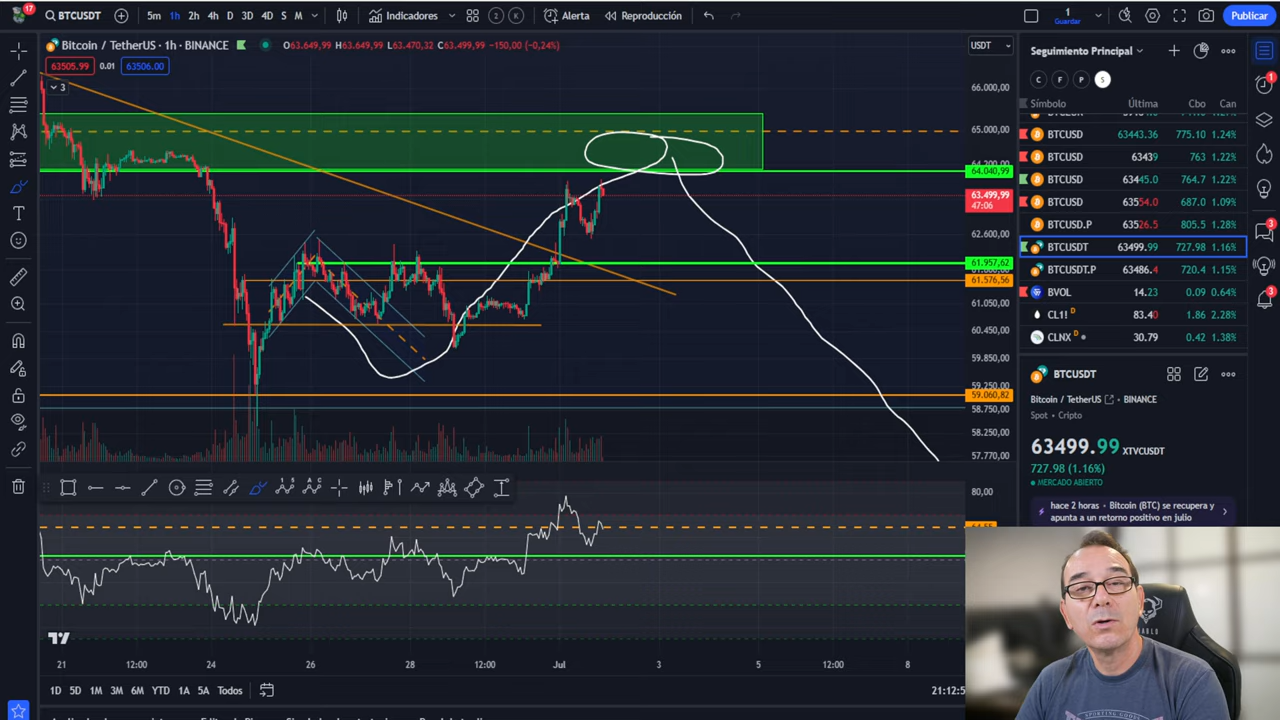 17
BTCUSDT
5m 1h 2h 4h D 3D 4D S M
Indicadores
2 K
Alerta
Reproducción
1
Guardar
Publicar
Bitcoin / TetherUS · 1h · BINANCE
O63.649,99 H63.649,99 L63.470,32 C63.499,99 −150,00 (−0,24%)
63505.99 0.01 63506.00
3
USDT
66.000,00
65.000,00
64.040,99
63.499,99
47:06
62.600,00
61.957,62
61.576,56
61.050,00
60.450,00
59.850,00
59.250,00
59.060,82
58.750,00
58.250,00
57.770,00
80,00
21 12:00 24 26 28 12:00 Jul 3 5 12:00 8
1D 5D 1M 3M 6M YTD 1A 5A Todos
21:12:5
Seguimiento Principal
C F P S
Símbolo Última Cbo Can
BTCUSD 63443.36 775.10 1.24%
BTCUSD 63439 763 1.22%
BTCUSD 63445.0 764.7 1.22%
BTCUSD 63554.0 687.0 1.09%
BTCUSD.P 63526.5 805.5 1.28%
BTCUSDT 63499.99 727.98 1.16%
BTCUSDT.P 63486.4 720.4 1.15%
BVOL 14.23 0.09 0.64%
CL1! D 83.40 1.86 2.28%
CLNX D 30.79 0.42 1.38%
1
3
3
BTCUSDT
Bitcoin / TetherUS · BINANCE
Spot • Cripto
63499.99 XTVCUSDT
727.98 (1.16%)
MERCADO ABIERTO
hace 2 horas • Bitcoin (BTC) se recupera y
apunta a un retorno positivo en julio
DIABLO
SPORTING GOODS